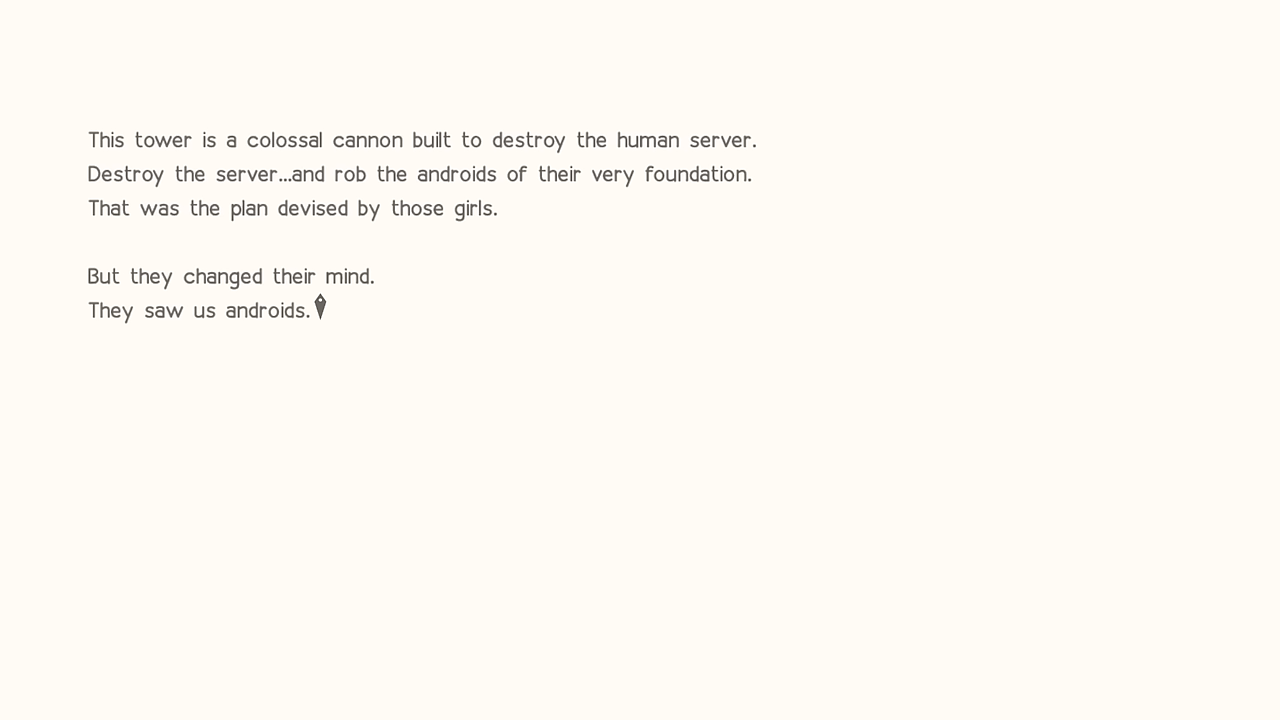 This tower is a colossal cannon built to destroy the human server.
Destroy the server...and rob the androids of their very foundation.
That was the plan devised by those girls.
But they changed their mind.
They saw us androids.